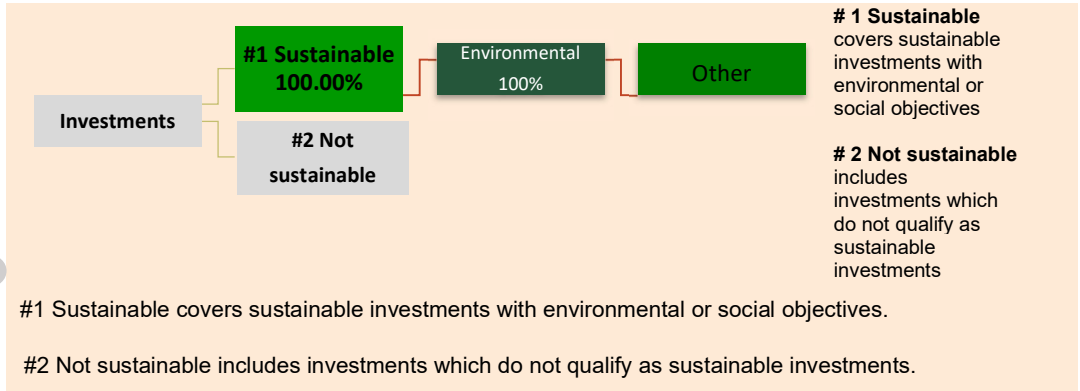 Investments
#1 Sustainable
100.00%
#2 Not
sustainable
Environmental
100%
Other
# 1 Sustainable
covers sustainable
investments with
environmental or
social objectives
# 2 Not sustainable
includes
investments which
do not qualify as
sustainable
investments
#1 Sustainable covers sustainable investments with environmental or social objectives.
#2 Not sustainable includes investments which do not qualify as sustainable investments.